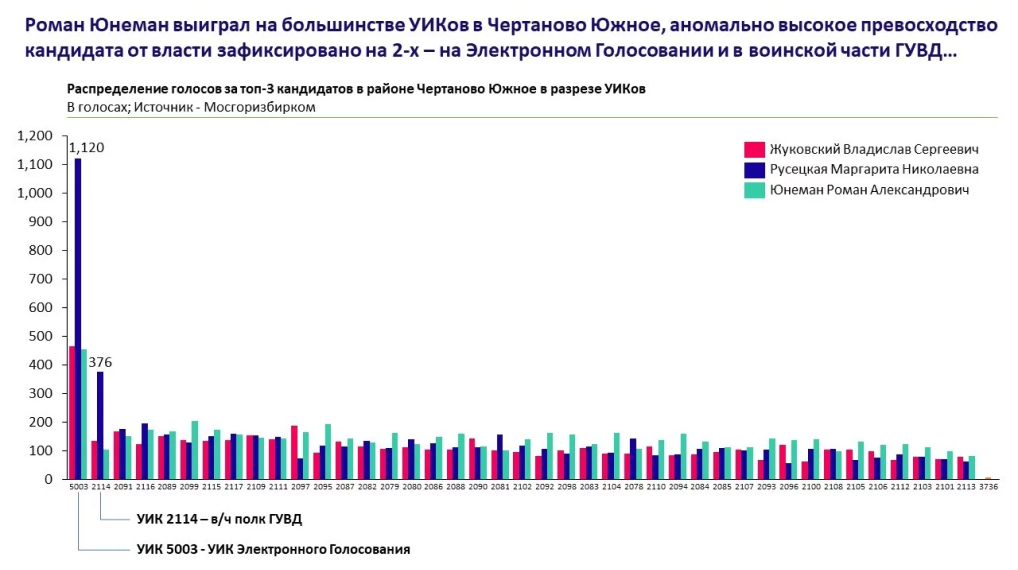 Роман Юнеман выиграл на большинстве УИКов в Чертаново Южное, аномально высокое превосходство
кандидата от власти зафиксировано на 2-х – на Электронном Голосовании и в воинской части ГУВД...
Распределение голосов за топ-3 кандидатов в районе Чертаново Южное в разрезе УИКов
В голосах; Источник - Мосгоризбирком
1,200
1,100
1,000
900
800
700
600
500
400
300
200
100
0
1,120
376
Жуковский Владислав Сергеевич
Русецкая Маргарита Николаевна
Юнеман Роман Александрович
5003 2114 2091 2116 2089 2099 2115 2117 2109 2111 2097 2095 2087 2082 2079 2080 2086 2088 2090 2081 2102 2092 2098 2083 2104 2078 2110 2094 2084 2085 2107 2093 2096 2100 2108 2105 2106 2112 2103 2101 2113 3736
УИК 2114 – в/ч полк ГУВД
УИК 5003 - УИК Электронного Голосования